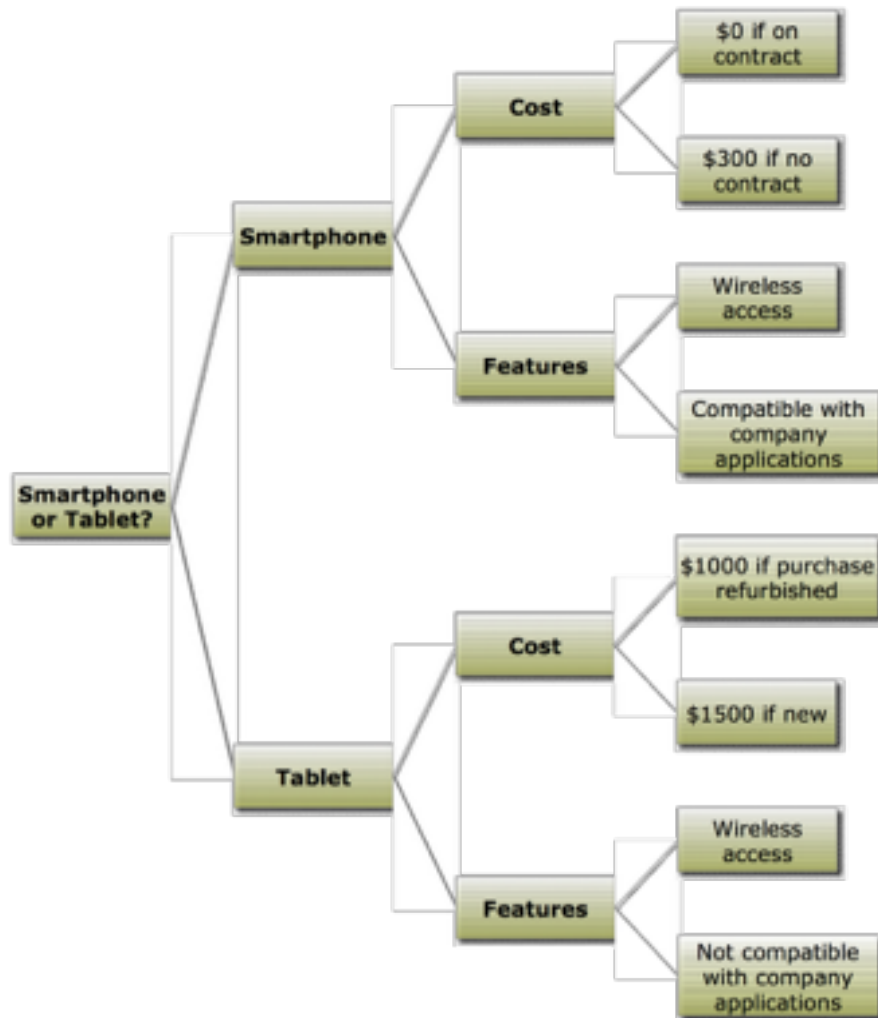 Smartphone
or Tablet?
Smartphone
Cost
$0 if on
contract
$300 if no
contract
Features
Wireless
access
Compatible with
company
applications
Tablet
Cost
$1000 if purchase
refurbished
$1500 if new
Features
Wireless
access
Not compatible
with company
applications